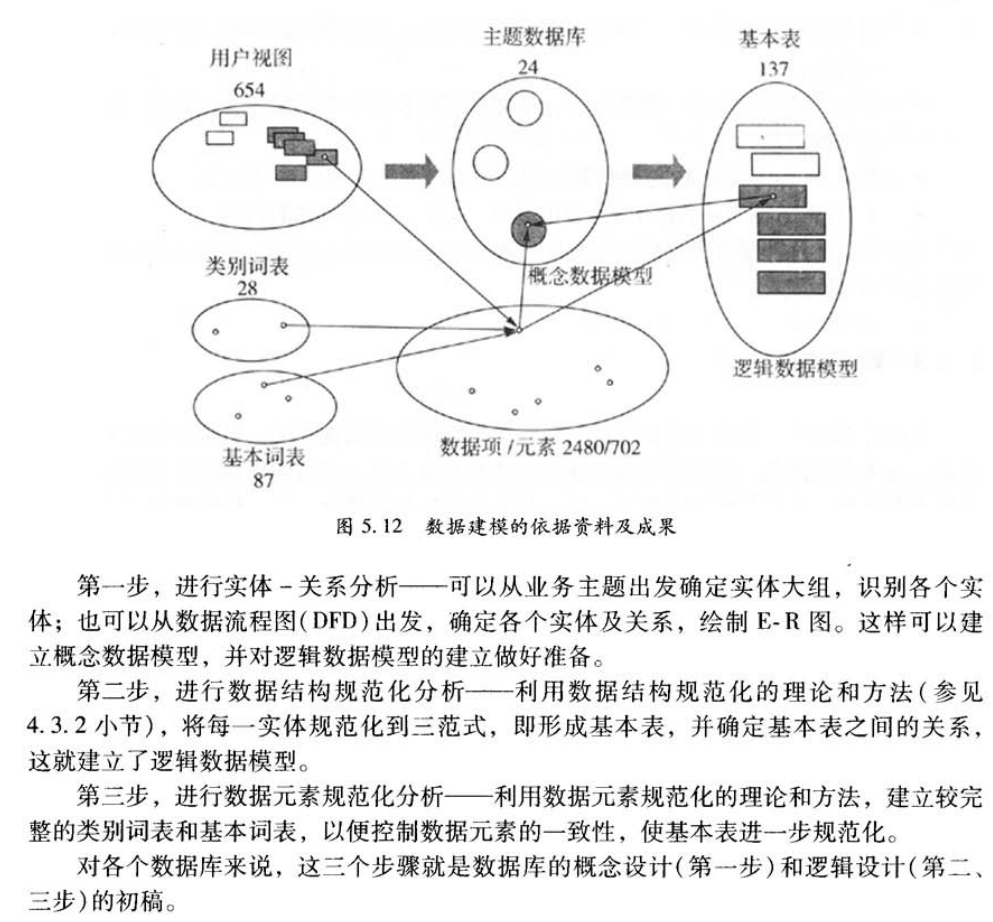 用户视图
654
主题数据库
24
基本表
137
类别词表
28
概念数据模型
逻辑数据模型
基本词表
87
数据项/元素 2480/702
图 5.12 数据建模的依据资料及成果
第一步，进行实体－关系分析——可以从业务主题出发确定实体大组，识别各个实
体；也可以从数据流程图(DFD)出发，确定各个实体及关系，绘制 E-R 图。这样可以建
立概念数据模型，并对逻辑数据模型的建立做好准备。
第二步，进行数据结构规范化分析——利用数据结构规范化的理论和方法(参见
4.3.2 小节)，将每一实体规范化到三范式，即形成基本表，并确定基本表之间的关系，
这就建立了逻辑数据模型。
第三步，进行数据元素规范化分析——利用数据元素规范化的理论和方法，建立较完
整的类别词表和基本词表，以便控制数据元素的一致性，使基本表进一步规范化。
对各个数据库来说，这三个步骤就是数据库的概念设计(第一步)和逻辑设计(第二、
三步)的初稿。